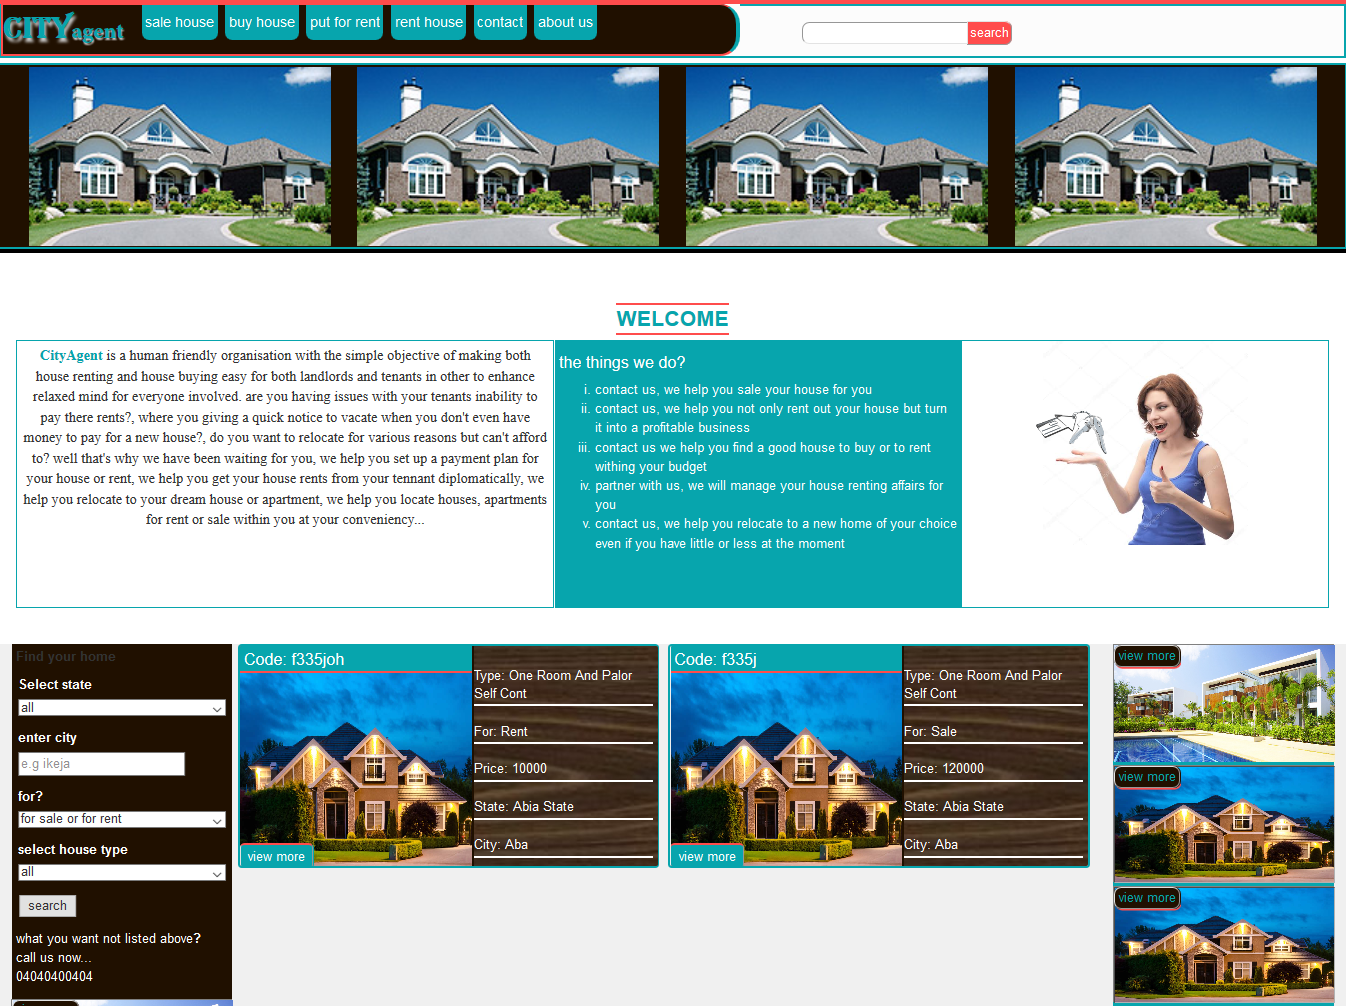 CITYagent
sale house buy house put for rent rent house contact about us
search
WELCOME
CityAgent is a human friendly organisation with the simple objective of making both
house renting and house buying easy for both landlords and tenants in other to enhance
relaxed mind for everyone involved. are you having issues with your tenants inability to
pay there rents?, where you giving a quick notice to vacate when you don't even have
money to pay for a new house?, do you want to relocate for various reasons but can't afford
to? well that's why we have been waiting for you, we help you set up a payment plan for
your house or rent, we help you get your house rents from your tennant diplomatically, we
help you relocate to your dream house or apartment, we help you locate houses, apartments
for rent or sale within you at your conveniency...
the things we do?
i. contact us, we help you sale your house for you
ii. contact us, we help you not only rent out your house but turn
it into a profitable business
iii. contact us we help you find a good house to buy or to rent
withing your budget
iv. partner with us, we will manage your house renting affairs for
you
v. contact us, we help you relocate to a new home of your choice
even if you have little or less at the moment
Find your home
Select state
all
enter city
e.g ikeja
for?
for sale or for rent
select house type
all
search
what you want not listed above?
call us now...
04040400404
Code: f335joh
Type: One Room And Palor
Self Cont
For: Rent
Price: 10000
State: Abia State
City: Aba
view more
Code: f335j
Type: One Room And Palor
Self Cont
For: Sale
Price: 120000
State: Abia State
City: Aba
view more
view more
view more
view more